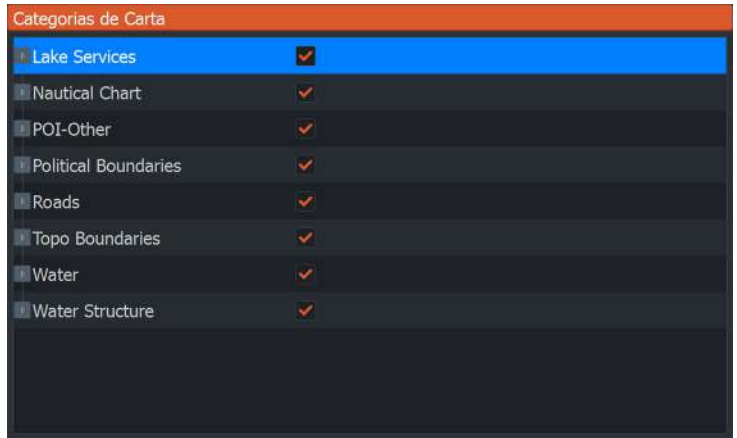 Categorias de Carta
Lake Services
Nautical Chart
POI-Other
Political Boundaries
Roads
Topo Boundaries
Water
Water Structure